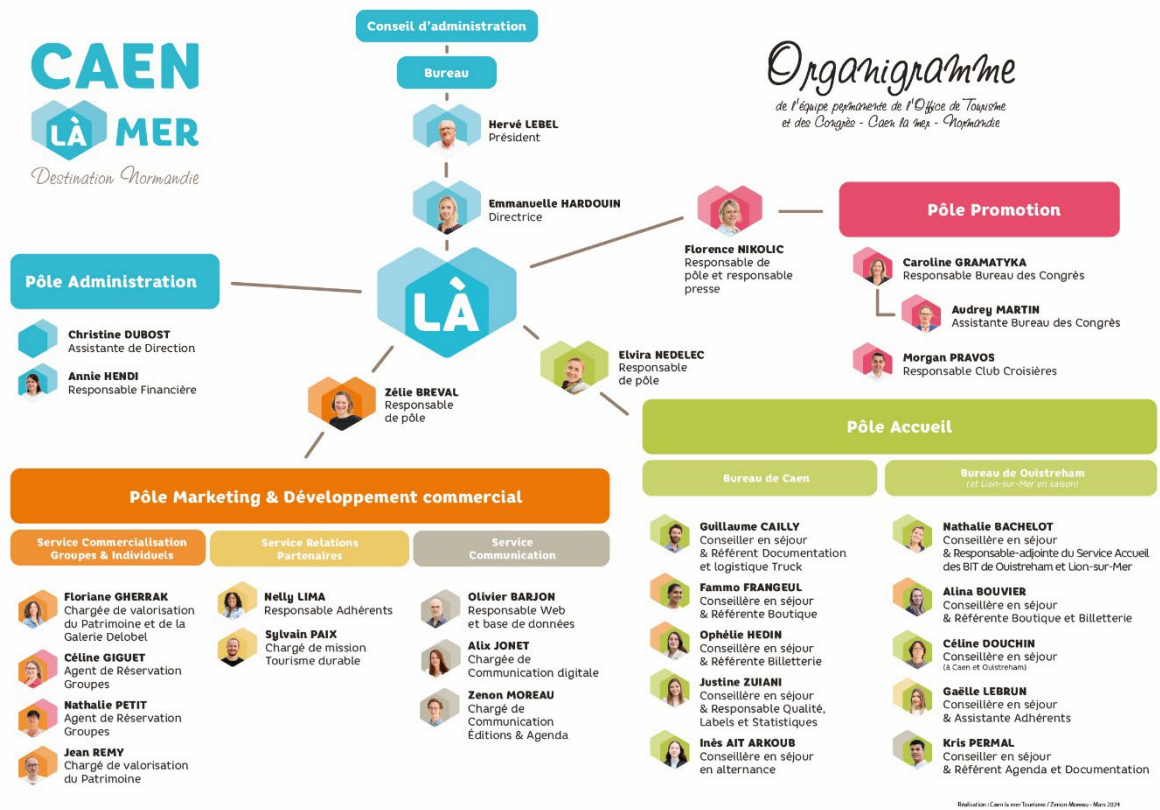 CAEN
LÀ MER
Destination Normandie
Conseil d'administration
Bureau
Hervé LEBEL
Président
Emmanuelle HARDOUIN
Directrice
Organigramme
de l'équipe permanente de l'Office de Tourisme
et des Congrès - Caen la mer - Normandie
LÀ
Pôle Administration
Christine DUBOST
Assistante de Direction
Annie HENDI
Responsable Financière
Florence NIKOLIC
Responsable de
pôle et responsable
presse
Pôle Promotion
Caroline GRAMATYKA
Responsable Bureau des Congrès
Audrey MARTIN
Assistante Bureau des Congrès
Morgan PRAVOS
Responsable Club Croisières
Zélie BREVAL
Responsable
de pôle
Elvira NEDELEC
Responsable
de pôle
Pôle Marketing & Développement commercial
Service Commercialisation
Groupes & Individuels
Floriane GHERRAK
Chargée de valorisation
du Patrimoine et de la
Galerie Delobel
Céline GIGUET
Agent de Réservation
Groupes
Nathalie PETIT
Agent de Réservation
Groupes
Jean REMY
Chargé de valorisation
du Patrimoine
Service Relations
Partenaires
Nelly LIMA
Responsable Adhérents
Sylvain PAIX
Chargé de mission
Tourisme durable
Service
Communication
Olivier BARJON
Responsable Web
et base de données
Alix JONET
Chargée de
Communication digitale
Zenon MOREAU
Chargé de
Communication
Éditions & Agenda
Pôle Accueil
Bureau de Caen
Guillaume CAILLY
Conseiller en séjour
& Référent Documentation
et logistique Truck
Fammo FRANGEUL
Conseillère en séjour
& Référente Boutique
Ophélie HEDIN
Conseillère en séjour
& Référente Billetterie
Justine ZUIANI
Conseillère en séjour
& Responsable Qualité,
Labels et Statistiques
Inès AIT ARKOUB
Conseillère en séjour
en alternance
Bureau de Ouistreham
(et Lion-sur-Mer en saison)
Nathalie BACHELOT
Conseillère en séjour
& Responsable-adjointe du Service Accueil
des BIT de Ouistreham et Lion-sur-Mer
Alina BOUVIER
Conseillère en séjour
& Référente Boutique et Billetterie
Céline DOUCHIN
Conseillère en séjour
(à Caen et Ouistreham)
Gaëlle LEBRUN
Conseillère en séjour
& Assistante Adhérents
Kris PERMAL
Conseiller en séjour
& Référent Agenda et Documentation
Réalisation : Caen la mer Tourisme / Zenon Moreau - Mars 2024